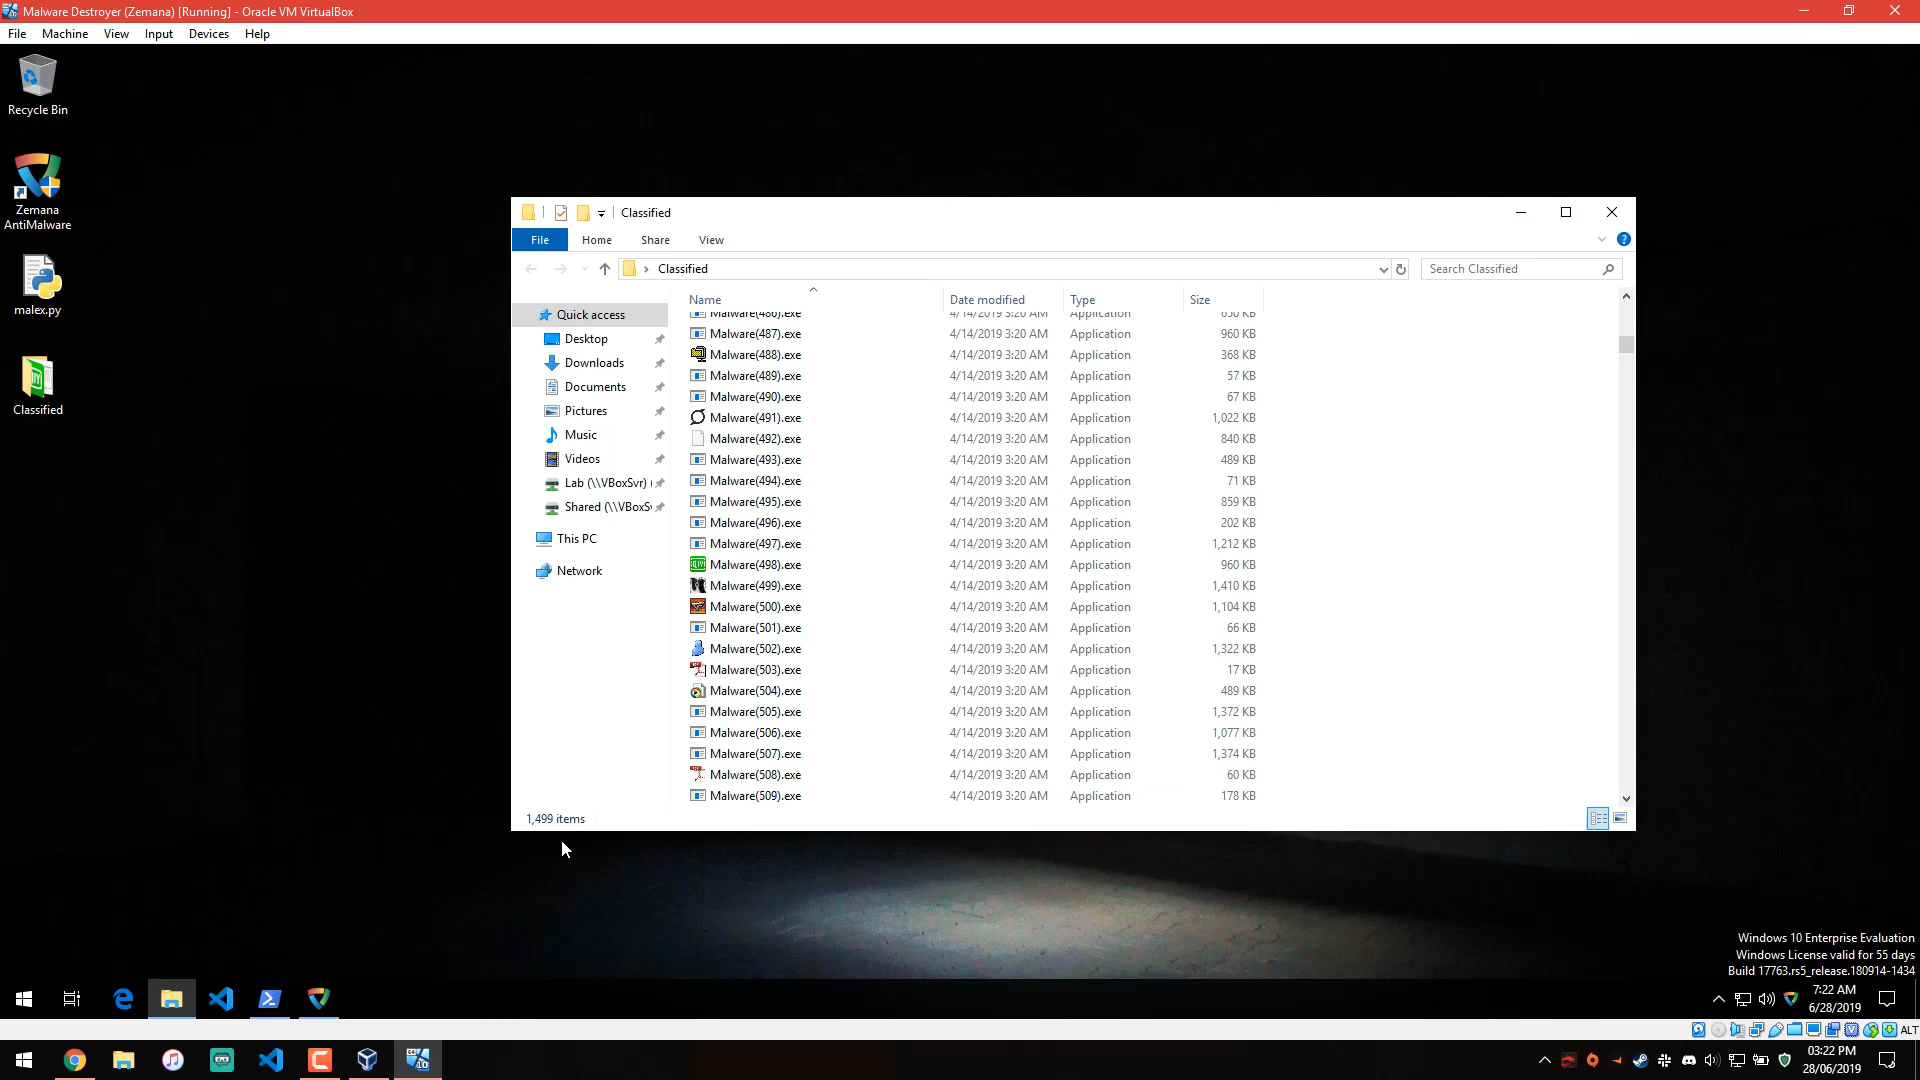 Malware Destroyer (Zemana) [Running] - Oracle VM VirtualBox
File Machine View Input Devices Help
Recycle Bin
Zemana
AntiMalware
malex.py
Classified
Classified
File Home Share View
Classified
Search Classified
Quick access
Desktop
Downloads
Documents
Pictures
Music
Videos
Lab (\\VBoxSvr) (
Shared (\\VBoxSv
This PC
Network
Name Date modified Type Size
Malware(486).exe 4/14/2019 3:20 AM Application 650 KB
Malware(487).exe 4/14/2019 3:20 AM Application 960 KB
Malware(488).exe 4/14/2019 3:20 AM Application 368 KB
Malware(489).exe 4/14/2019 3:20 AM Application 57 KB
Malware(490).exe 4/14/2019 3:20 AM Application 67 KB
Malware(491).exe 4/14/2019 3:20 AM Application 1,022 KB
Malware(492).exe 4/14/2019 3:20 AM Application 840 KB
Malware(493).exe 4/14/2019 3:20 AM Application 489 KB
Malware(494).exe 4/14/2019 3:20 AM Application 71 KB
Malware(495).exe 4/14/2019 3:20 AM Application 859 KB
Malware(496).exe 4/14/2019 3:20 AM Application 202 KB
Malware(497).exe 4/14/2019 3:20 AM Application 1,212 KB
Malware(498).exe 4/14/2019 3:20 AM Application 960 KB
Malware(499).exe 4/14/2019 3:20 AM Application 1,410 KB
Malware(500).exe 4/14/2019 3:20 AM Application 1,104 KB
Malware(501).exe 4/14/2019 3:20 AM Application 66 KB
Malware(502).exe 4/14/2019 3:20 AM Application 1,322 KB
Malware(503).exe 4/14/2019 3:20 AM Application 17 KB
Malware(504).exe 4/14/2019 3:20 AM Application 489 KB
Malware(505).exe 4/14/2019 3:20 AM Application 1,372 KB
Malware(506).exe 4/14/2019 3:20 AM Application 1,077 KB
Malware(507).exe 4/14/2019 3:20 AM Application 1,374 KB
Malware(508).exe 4/14/2019 3:20 AM Application 60 KB
Malware(509).exe 4/14/2019 3:20 AM Application 178 KB
1,499 items
Windows 10 Enterprise Evaluation
Windows License valid for 55 days
Build 17763.rs5_release.180914-1434
7:22 AM
6/28/2019
ALT
03:22 PM
28/06/2019